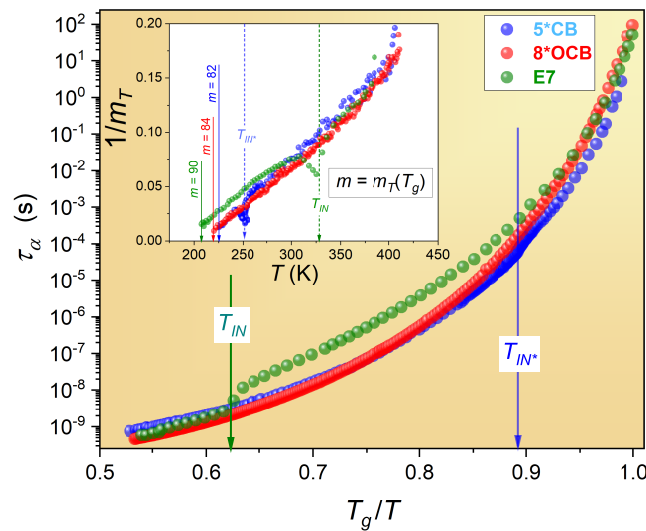 5*CB
8*OCB
E7
10²
10¹
10⁰
10⁻¹
10⁻²
10⁻³
10⁻⁴
10⁻⁵
10⁻⁶
10⁻⁷
10⁻⁸
10⁻⁹
τα (s)
0.20
0.15
0.10
0.05
0.00
1/mT
m = 90
m = 84
m = 82
TIN*
TIN
m = mT(Tg)
200 250 300 350 400 450
T (K)
TIN
TIN*
0.5 0.6 0.7 0.8 0.9 1.0
Tg/T